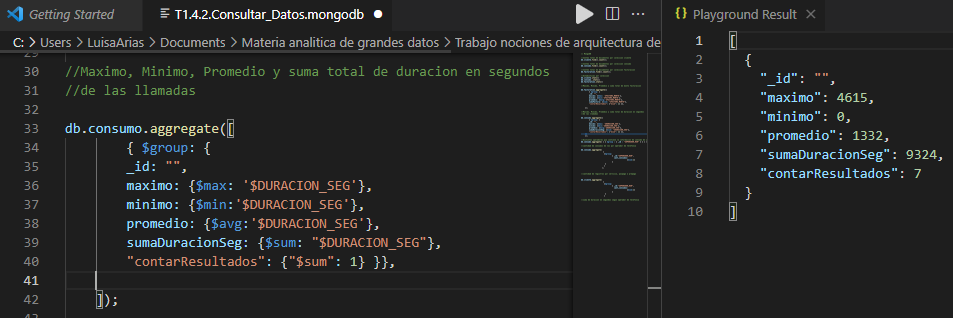 Getting Started
T1.4.2.Consultar_Datos.mongodb
C: > Users > LuisaArias > Documents > Materia analitica de grandes datos > Trabajo nociones de arquitectura de
30 //Maximo, Minimo, Promedio y suma total de duracion en segundos
31 //de las llamadas
32
33 db.consumo.aggregate([
34 { $group: {
35 _id: "",
36 maximo: {$max: '$DURACION_SEG'},
37 minimo: {$min:'$DURACION_SEG'},
38 promedio: {$avg:'$DURACION_SEG'},
39 sumaDuracionSeg: {$sum: "$DURACION_SEG"},
40 "contarResultados": {"$sum": 1} }},
41
42 ]);
Playground Result
1 [
2 {
3 "_id": "",
4 "maximo": 4615,
5 "minimo": 0,
6 "promedio": 1332,
7 "sumaDuracionSeg": 9324,
8 "contarResultados": 7
9 }
10 ]